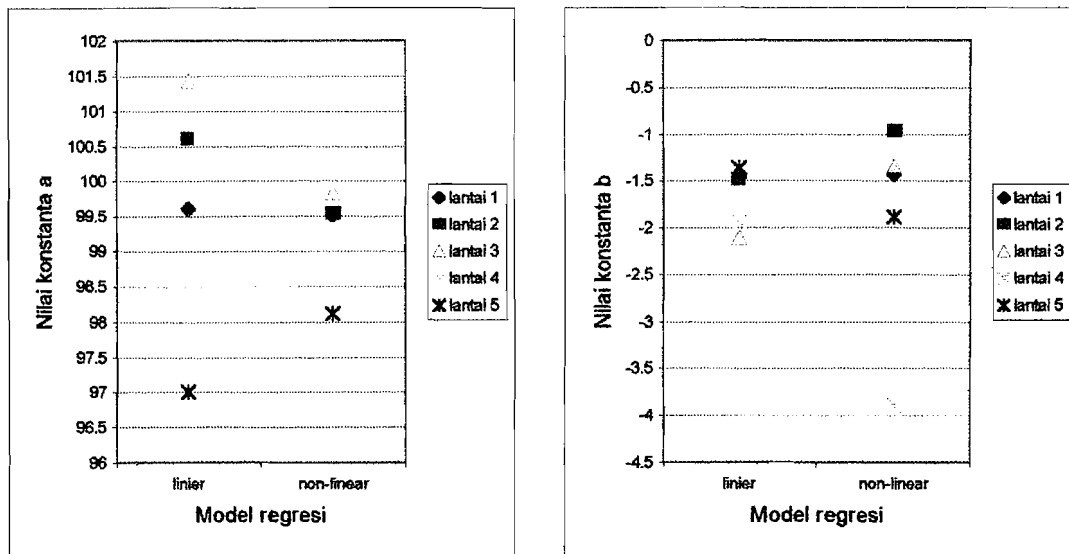 102
101.5
101
100.5
100
99.5
99
98.5
98
97.5
97
96.5
96
Nilai konstanta a
linier
non-linear
Model regresi
lantai 1
lantai 2
lantai 3
lantai 4
lantai 5
0
-0.5
-1
-1.5
-2
-2.5
-3
-3.5
-4
-4.5
Nilai konstanta b
linier
non-linear
Model regresi
lantai 1
lantai 2
lantai 3
lantai 4
lantai 5